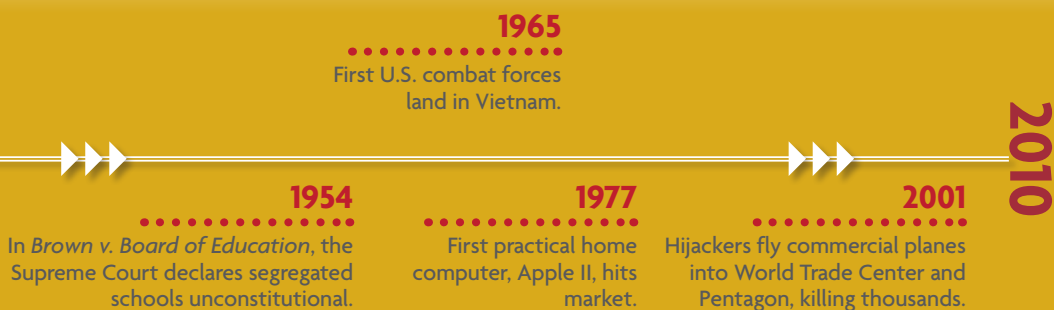 1965
First U.S. combat forces
land in Vietnam.
1954
In Brown v. Board of Education, the
Supreme Court declares segregated
schools unconstitutional.
1977
First practical home
computer, Apple II, hits
market.
2001
Hijackers fly commercial planes
into World Trade Center and
Pentagon, killing thousands.
2010